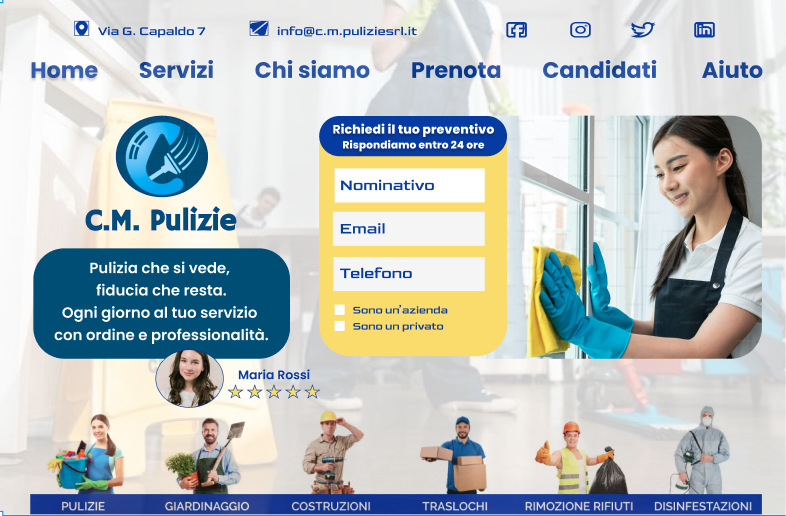 Via G. Capaldo 7
info@c.m.puliziesrl.it
Home Servizi Chi siamo Prenota Candidati Aiuto
C.M. Pulizie
Pulizia che si vede,
fiducia che resta.
Ogni giorno al tuo servizio
con ordine e professionalità.
Maria Rossi
Richiedi il tuo preventivo
Rispondiamo entro 24 ore
Nominativo
Email
Telefono
Sono un'azienda
Sono un privato
PULIZIE GIARDINAGGIO COSTRUZIONI TRASLOCHI RIMOZIONE RIFIUTI DISINFESTAZIONI